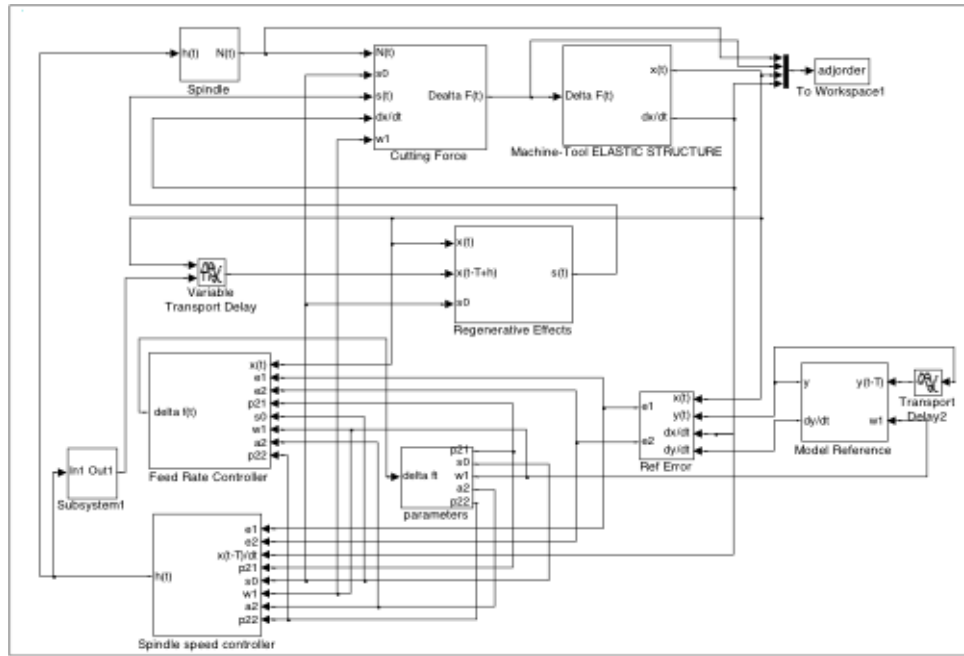 h(t) N(t)
Spindle
N(t)
s0
s(t)
dx/dt
w1
Dealta F(t)
Cutting Force
Delta F(t)
x(t)
dx/dt
Machine-Tool ELASTIC STRUCTURE
adjorder
To Workspace1
Variable
Transport Delay
x(t)
x(t-T+h)
s0
s(t)
Regenerative Effects
delta f(t)
x(t)
e1
e2
p21
s0
w1
a2
p22
Feed Rate Controller
In1 Out1
Subsystem1
delta ft
p21
s0
w1
a2
p22
parameters
e1
e2
x(t)
y(t)
dx/dt
dy/dt
Ref Error
y
dy/dt
y(t-T)
w1
Model Reference
Transport
Delay2
h(t)
e1
e2
x(t-T)/dt
p21
s0
w1
a2
p22
Spindle speed controller